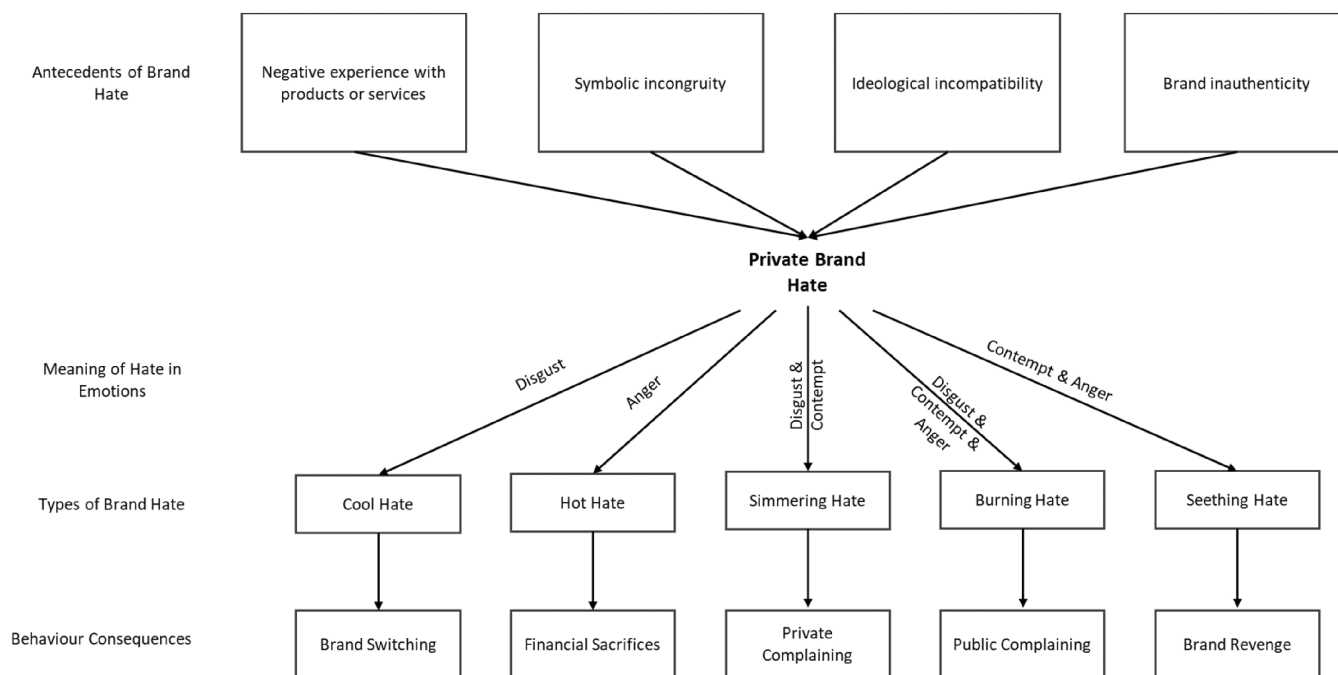 Antecedents of Brand
Hate
Negative experience with
products or services
Symbolic incongruity
Ideological incompatibility
Brand inauthenticity
Private Brand
Hate
Meaning of Hate in
Emotions
Disgust
Anger
Disgust &
Contempt
Disgust &
Contempt &
Anger
Contempt & Anger
Types of Brand Hate
Cool Hate
Hot Hate
Simmering Hate
Burning Hate
Seething Hate
Behaviour Consequences
Brand Switching
Financial Sacrifices
Private
Complaining
Public Complaining
Brand Revenge